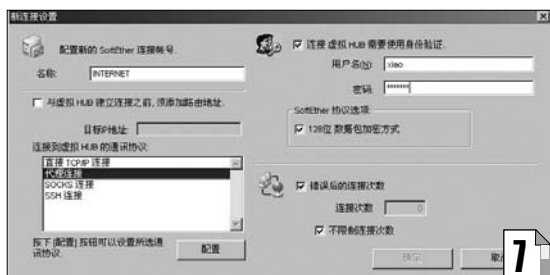 新连接设置
配置新的 SoftEther 连接帐号.
名称: INTERNET
与虚拟 HUB 建立连接之前, 须添加路由地址.
目标IP地址:
连接到虚拟 HUB 的通讯协议:
直接 TCP/IP 连接
代理连接
SOCKS 连接
SSH 连接
按下 [配置] 按钮可以设置所选通
讯协议.
配置
连接 虚拟 HUB 需要使用身份验证.
用户名(N): xiao
密码: *******
SoftEther 协议选项
128位 数据包加密方式
错误后的连接次数
连接次数 0
不限制连接次数
确定
取消
7